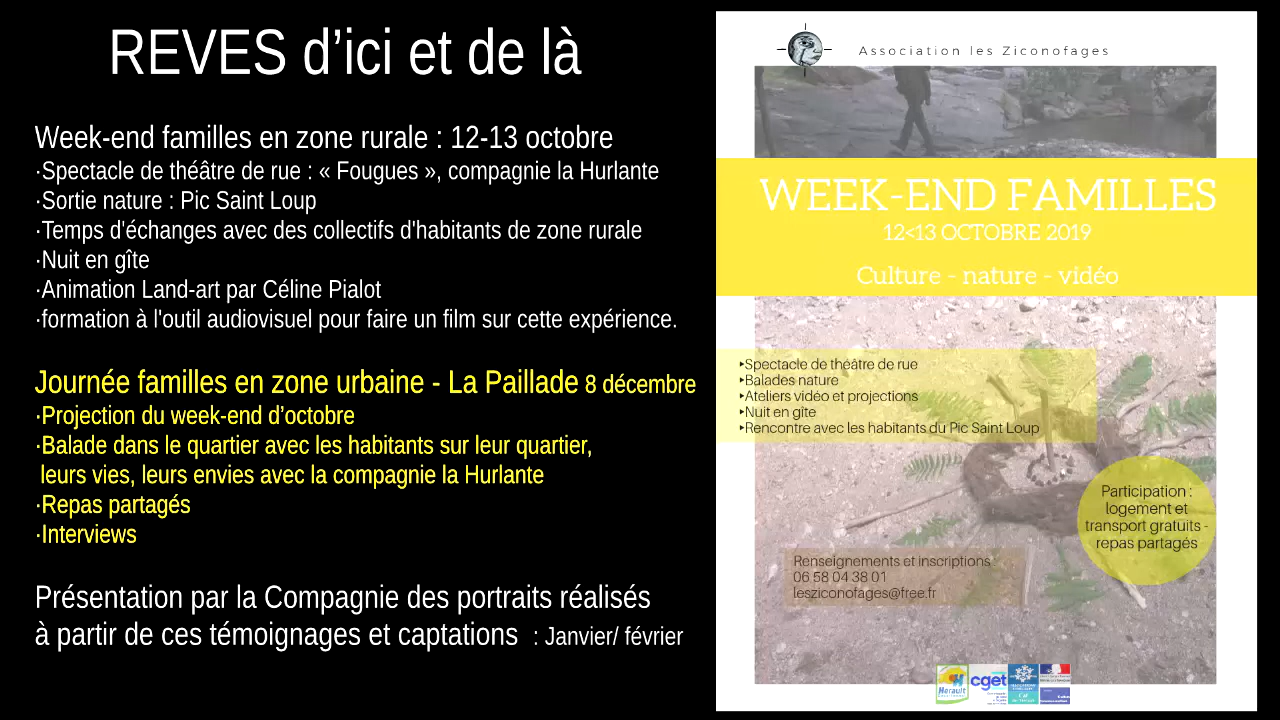 REVES d’ici et de là
Week-end familles en zone rurale : 12-13 octobre
·Spectacle de théâtre de rue : « Fougues », compagnie la Hurlante
·Sortie nature : Pic Saint Loup
·Temps d'échanges avec des collectifs d'habitants de zone rurale
·Nuit en gîte
·Animation Land-art par Céline Pialot
·formation à l'outil audiovisuel pour faire un film sur cette expérience.
Journée familles en zone urbaine - La Paillade 8 décembre
·Projection du week-end d’octobre
·Balade dans le quartier avec les habitants sur leur quartier,
leurs vies, leurs envies avec la compagnie la Hurlante
·Repas partagés
·Interviews
Présentation par la Compagnie des portraits réalisés
à partir de ces témoignages et captations : Janvier/ février
Association les Ziconofages
WEEK-END FAMILLES
12<13 OCTOBRE 2019
Culture - nature - vidéo
‣Spectacle de théâtre de rue
‣Balades nature
‣Ateliers vidéo et projections
‣Nuit en gite
‣Rencontre avec les habitants du Pic Saint Loup
Participation :
logement et
transport gratuits -
repas partagés
Renseignements et inscriptions :
06 58 04 38 01
lesziconofages@free.fr
Hérault
cget